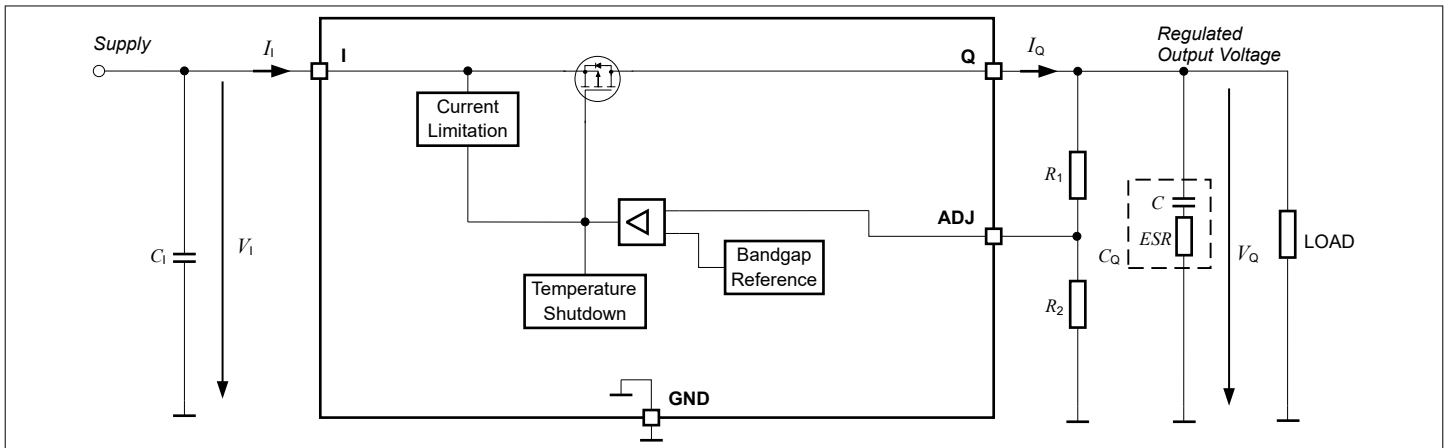 Supply
I_I
I
Q
I_Q
Regulated
Output Voltage
Current
Limitation
R_1
ADJ
C
ESR
C_I
V_I
Bandgap
Reference
C_Q
V_Q
LOAD
Temperature
Shutdown
R_2
GND